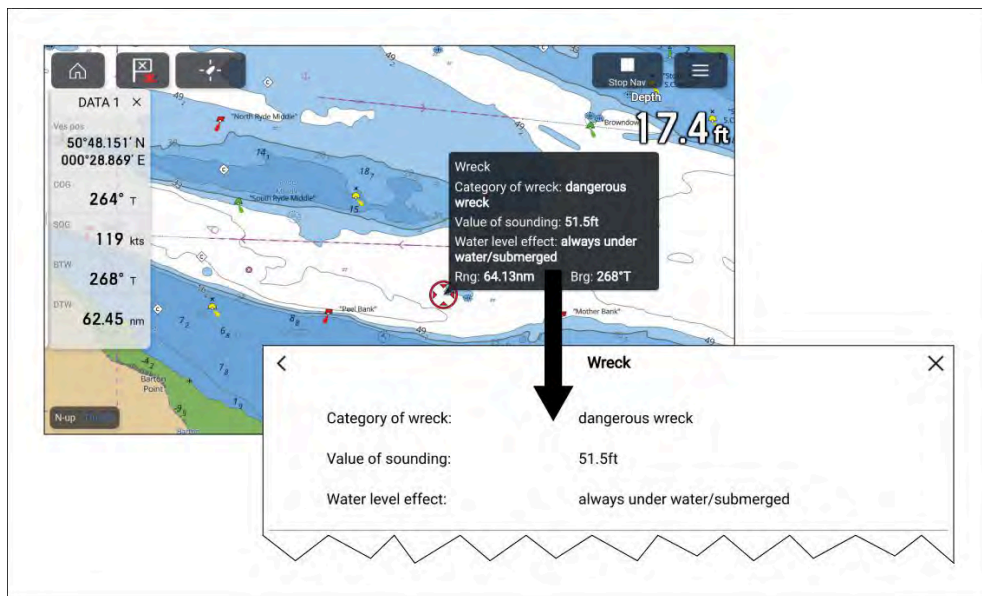 Stop Nav
DATA 1 ×
Ves pos
50°48.151' N
000°28.869' E
COG
264° T
SOG
119 kts
BTW
268° T
DTW
62.45 nm
Depth
17.4 ft
"North Ryde Middle"
"South Ryde Middle"
"Peel Bank"
"Mother Bank"
Barton
Point
N-up
Wreck
Category of wreck: dangerous
wreck
Value of sounding: 51.5ft
Water level effect: always under
water/submerged
Rng: 64.13nm Brg: 268°T
Wreck
Category of wreck: dangerous wreck
Value of sounding: 51.5ft
Water level effect: always under water/submerged